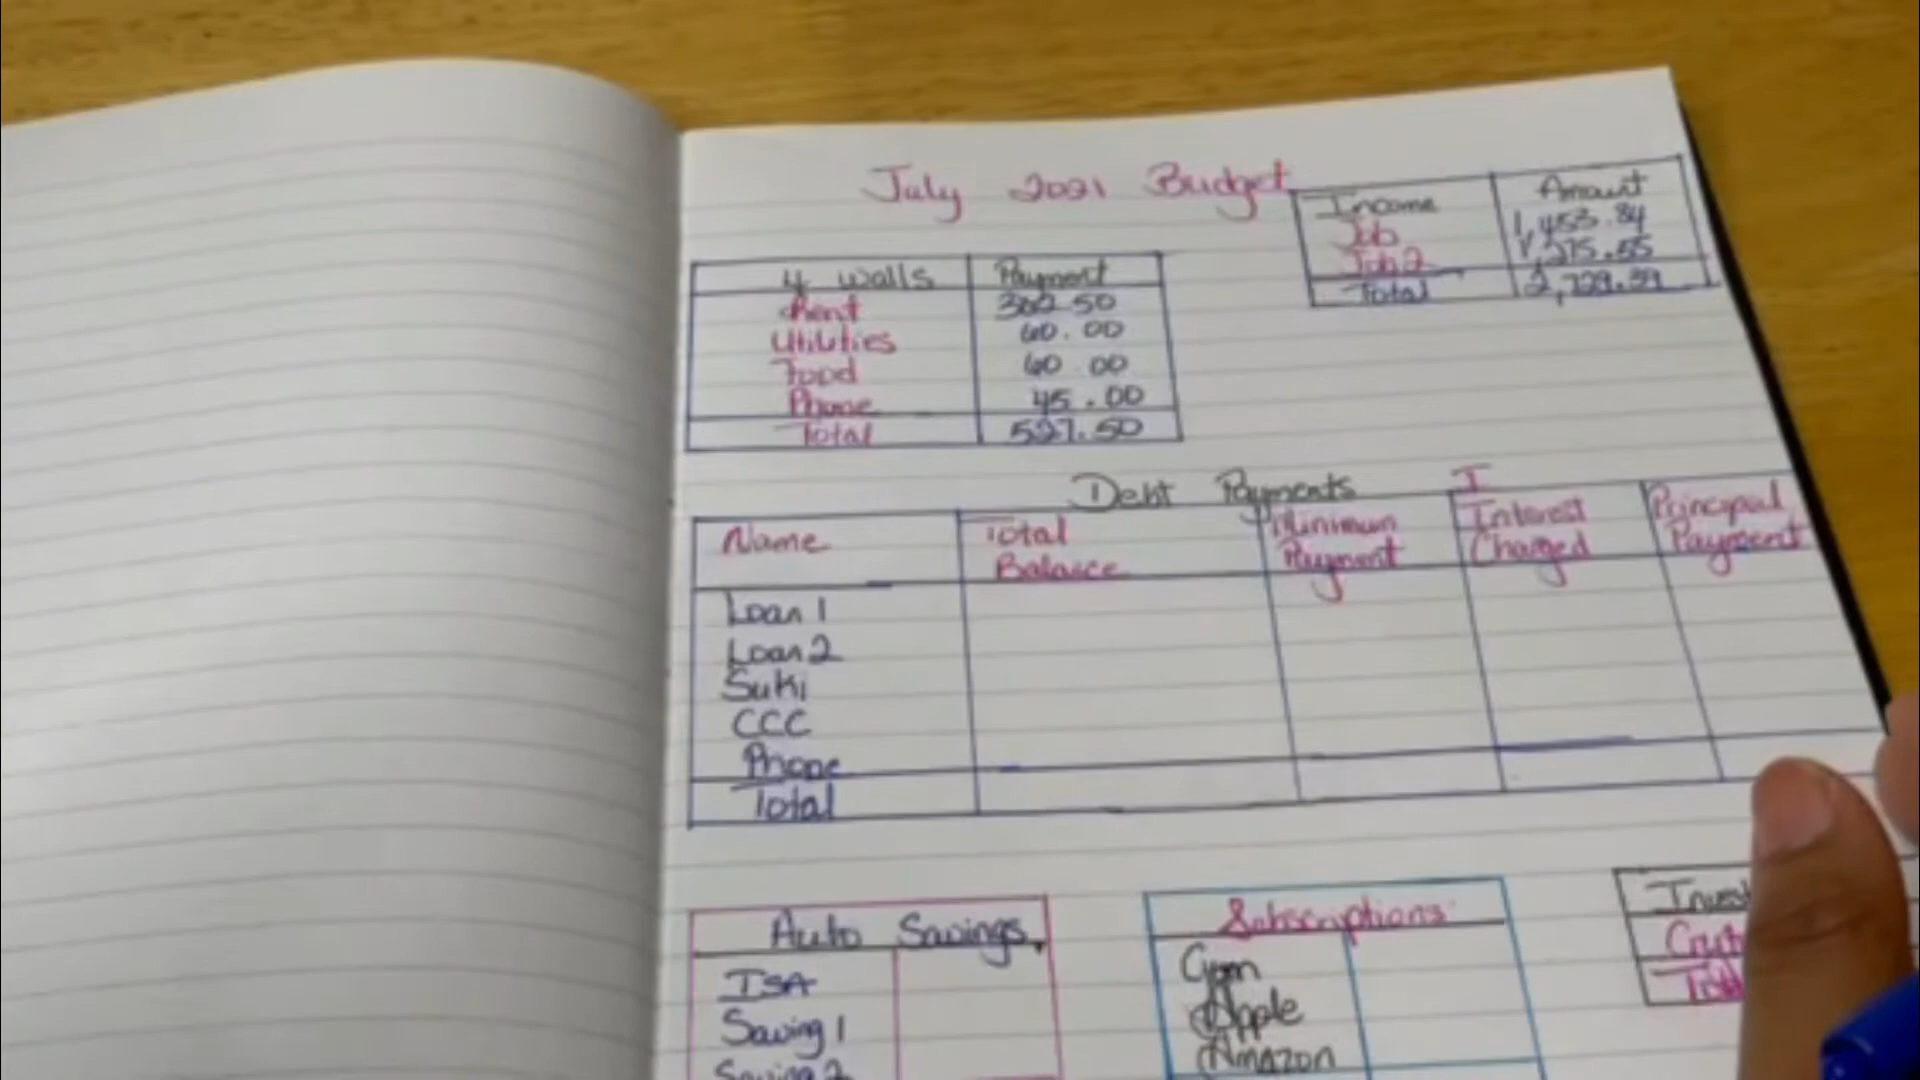 July 2021 Budget
Income Amount
Job 1,453.84
Job 2 1,275.55
Total 2,729.39
4 Walls Payment
Rent 362.50
Utilities 60.00
Food 60.00
Phone 45.00
Total 527.50
Debt Payments I
Name Total Balance Minimum Payment Interest Charged Principal Payment
Loan 1
Loan 2
Suki
CCC
Phone
Total
Auto Savings
ISA
Saving 1
Saving 2
Subscriptions
Gym
Apple
Amazon